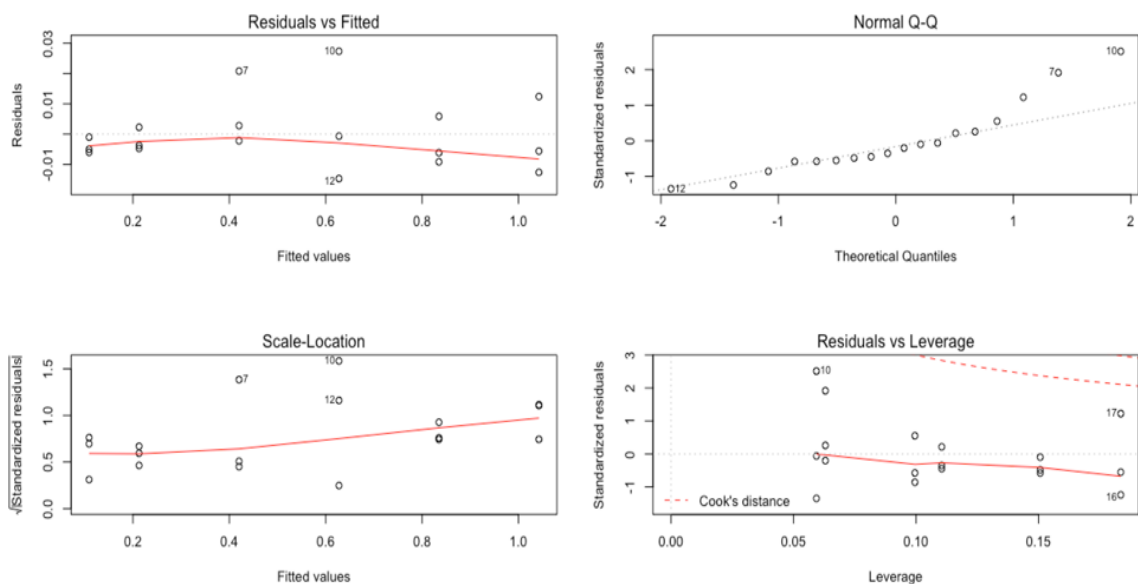 Residuals vs Fitted
Residuals
0.03
0.01
-0.01
10
7
12
0.2 0.4 0.6 0.8 1.0
Fitted values
Normal Q-Q
Standardized residuals
2
1
0
-1
10
7
12
-2 -1 0 1 2
Theoretical Quantiles
Scale-Location
√|Standardized residuals|
1.5
1.0
0.5
0.0
10
7
12
0.2 0.4 0.6 0.8 1.0
Fitted values
Residuals vs Leverage
Standardized residuals
3
2
1
0
-1
10
17
16
Cook's distance
0.00 0.05 0.10 0.15
Leverage